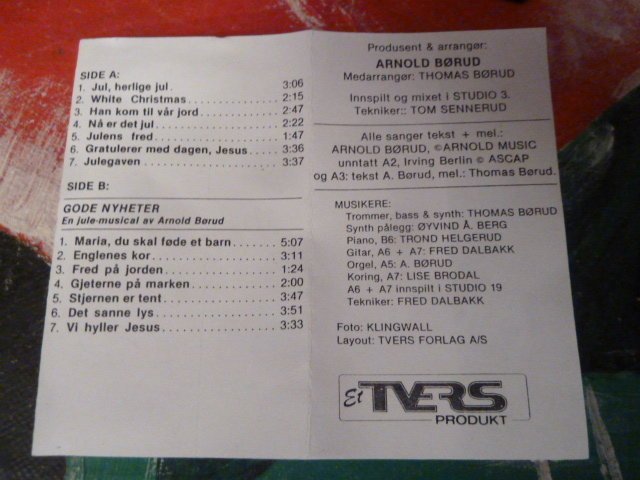 SIDE A:
1. Jul, herlige jul. 3:06
2. White Christmas........................ 2:15
3. Han kom til vår jord.................. 2:47
4. Nå er det jul............................ 2:22
5. Julens fred.............................. 1:47
6. Gratulerer med dagen, Jesus...... 3:36
7. Julegaven................................ 3:37
SIDE B:
GODE NYHETER
En jule-musical av Arnold Børud
1. Maria, du skal føde et barn........ 5:07
2. Englenes kor............................ 3:11
3. Fred på jorden.......................... 1:24
4. Gjeterne på marken.................. 2:00
5. Stjernen er tent........................ 3:47
6. Det sanne lys............................ 3:51
7. Vi hyller Jesus.......................... 3:33
Produsent & arrangør:
ARNOLD BØRUD
Medarrangør: THOMAS BØRUD
Innspilt og mixet i STUDIO 3.
Tekniker:: TOM SENNERUD
Alle sanger tekst + mel.:
ARNOLD BØRUD, ©ARNOLD MUSIC
unntatt A2, Irving Berlin © ASCAP
og A3: tekst A. Børud, mel.: Thomas Børud.
MUSIKERE:
Trommer, bass & synth: THOMAS BØRUD
Synth pålegg: ØYVIND Å. BERG
Piano, B6: TROND HELGERUD
Gitar, A6 + A7: FRED DALBAKK
Orgel, A5: A. BØRUD
Koring, A7: LISE BRODAL
A6 + A7 innspilt i STUDIO 19
Tekniker: FRED DALBAKK
Foto: KLINGWALL
Layout: TVERS FORLAG A/S
Et TVERS
PRODUKT